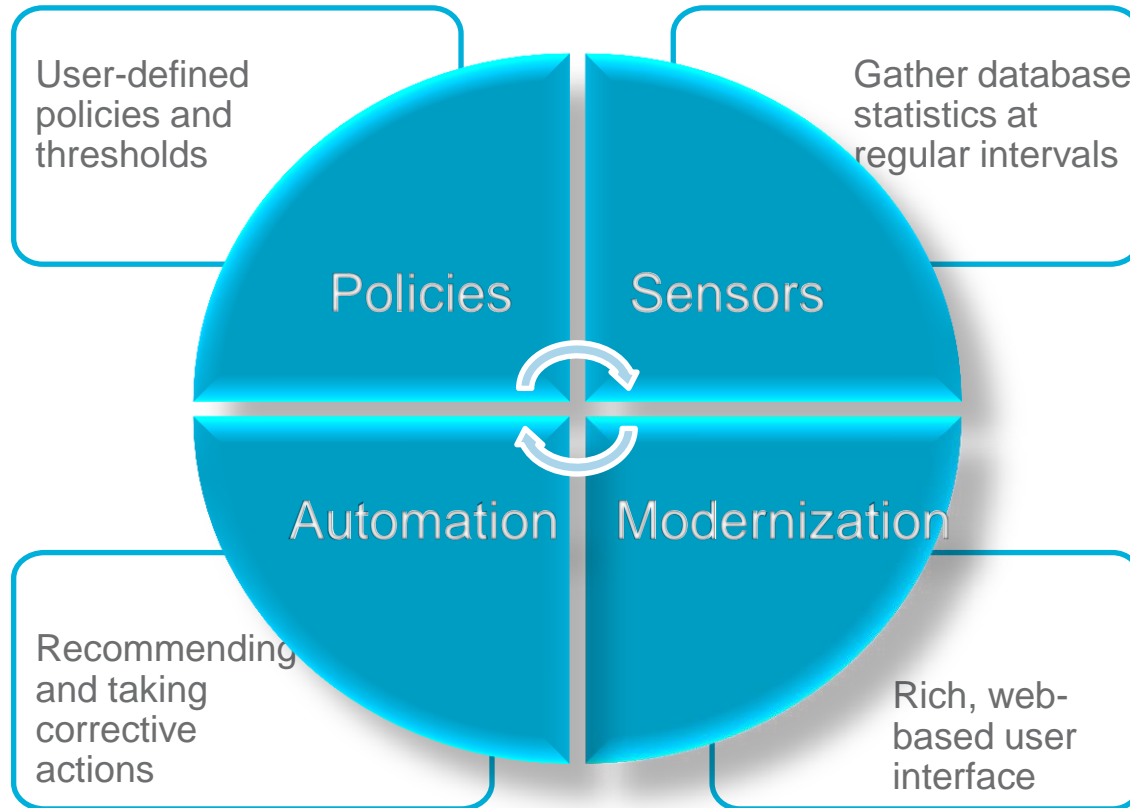 User-defined
policies and
thresholds
Gather database
statistics at
regular intervals
Policies
Sensors
Automation
Modernization
Recommending
and taking
corrective
actions
Rich, web-
based user
interface